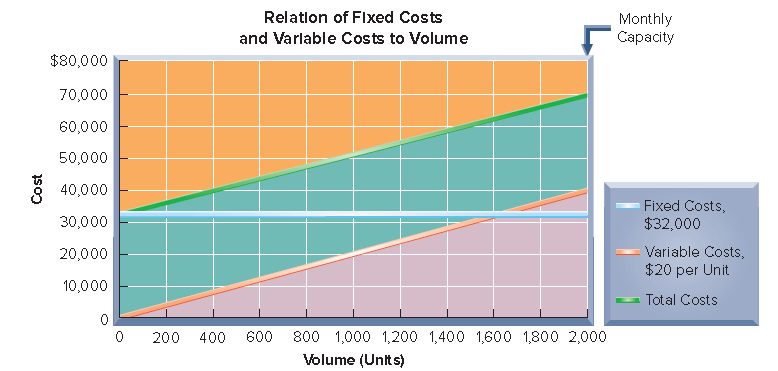 Relation of Fixed Costs
and Variable Costs to Volume
Monthly
Capacity
$80,000
70,000
60,000
50,000
40,000
30,000
20,000
10,000
0
Cost
0 200 400 600 800 1,000 1,200 1,400 1,600 1,800 2,000
Volume (Units)
Fixed Costs,
$32,000
Variable Costs,
$20 per Unit
Total Costs